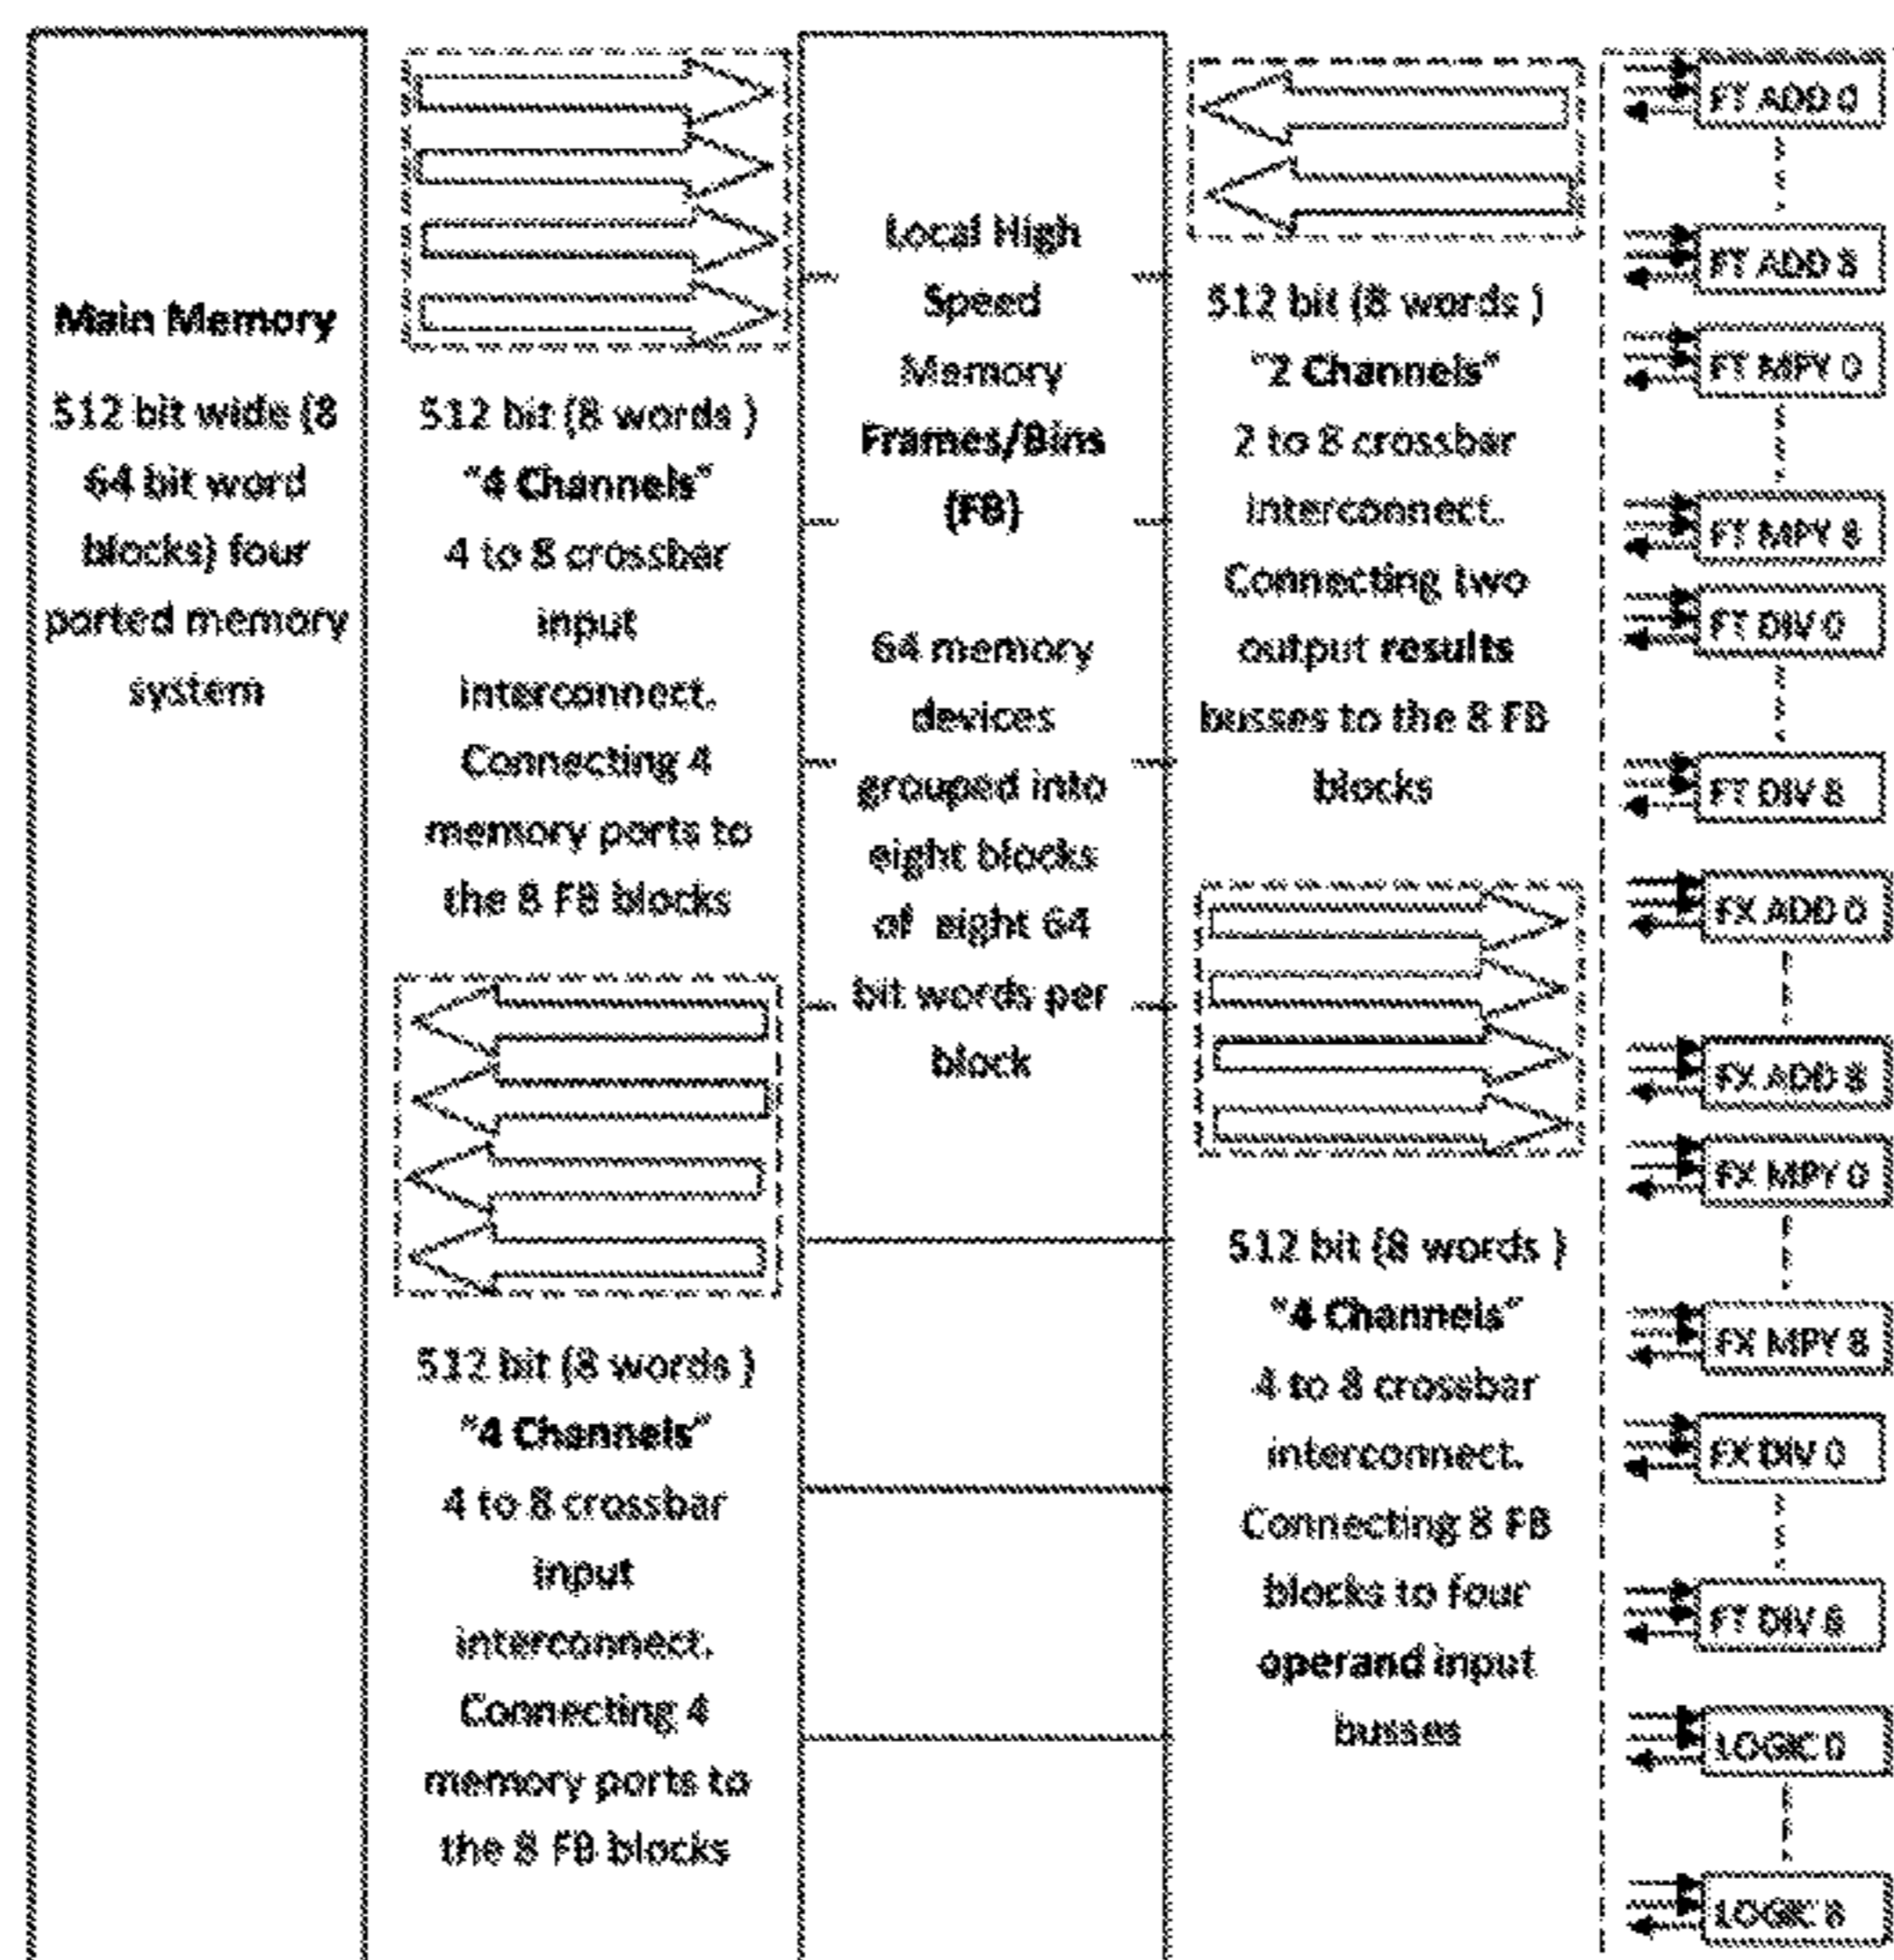 Main Memory
512 bit wide (8
64 bit word
blocks) four
ported memory
system
512 bit (8 words )
"4 Channels"
4 to 8 crossbar
input
interconnect.
Connecting 4
memory ports to
the 8 FB blocks
512 bit (8 words )
"4 Channels"
4 to 8 crossbar
input
interconnect.
Connecting 4
memory ports to
the 8 FB blocks
Local High
Speed
Memory
Frames/Bins
(FB)
64 memory
devices
grouped into
eight blocks
of eight 64
bit words per
block
512 bit (8 words )
"2 Channels"
2 to 8 crossbar
interconnect.
Connecting two
output results
busses to the 8 FB
blocks
512 bit (8 words )
"4 Channels"
4 to 8 crossbar
interconnect.
Connecting 8 FB
blocks to four
operand input
busses
FT ADD 0
FT ADD 8
FT MPY 0
FT MPY 8
FT DIV 0
FT DIV 8
FX ADD 0
FX ADD 8
FX MPY 0
FX MPY 8
FX DIV 0
FT DIV 8
LOGIC 0
LOGIC 8